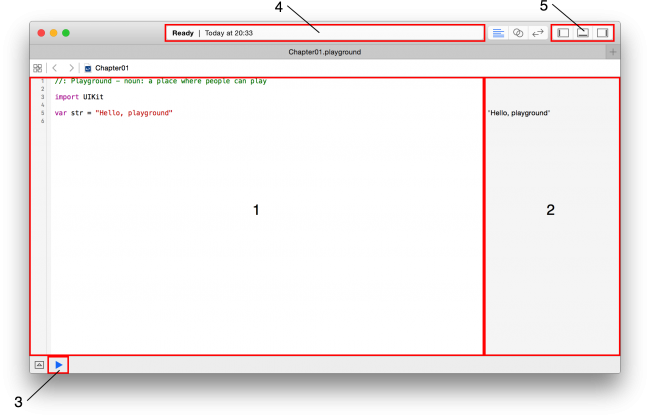 4
5
Ready | Today at 20:33
Chapter01.playground
+
Chapter01
1 //: Playground - noun: a place where people can play
2
3 import UIKit
4
5 var str = "Hello, playground"
6
"Hello, playground"
1
2
3